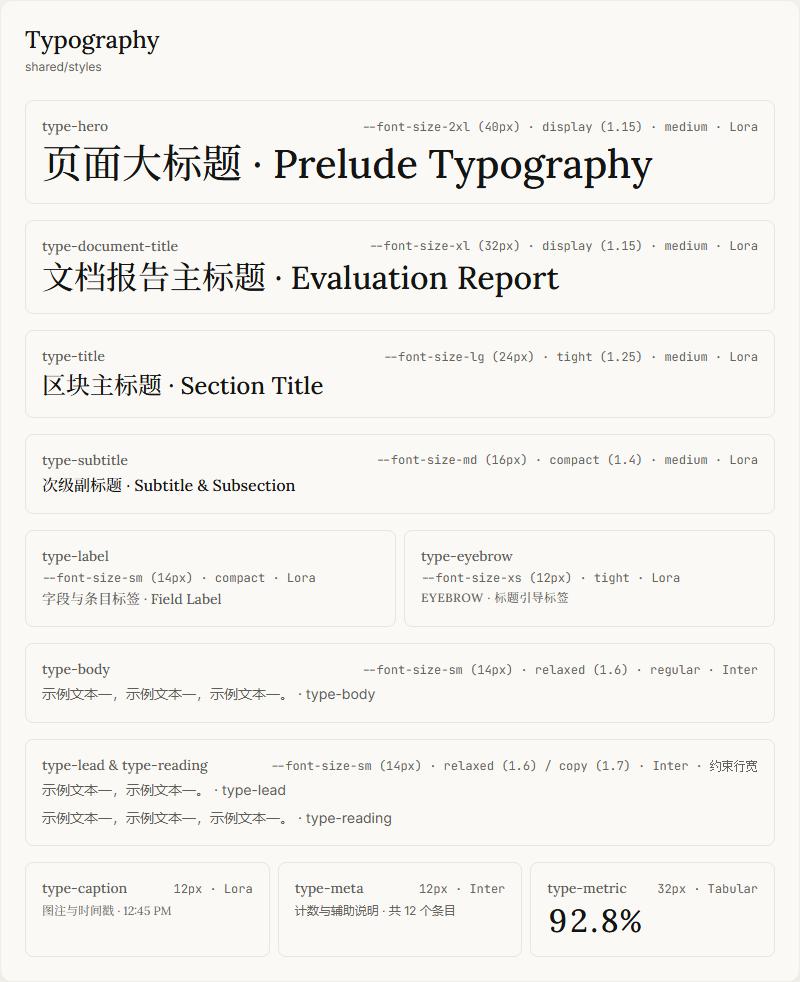 Typography
shared/styles
type-hero
--font-size-2xl (40px) · display (1.15) · medium · Lora
页面大标题 · Prelude Typography
type-document-title
--font-size-xl (32px) · display (1.15) · medium · Lora
文档报告主标题 · Evaluation Report
type-title
--font-size-lg (24px) · tight (1.25) · medium · Lora
区块主标题 · Section Title
type-subtitle
--font-size-md (16px) · compact (1.4) · medium · Lora
次级副标题 · Subtitle & Subsection
type-label
--font-size-sm (14px) · compact · Lora
字段与条目标签 · Field Label
type-eyebrow
--font-size-xs (12px) · tight · Lora
EYEBROW · 标题引导标签
type-body
--font-size-sm (14px) · relaxed (1.6) · regular · Inter
示例文本一，示例文本一，示例文本一。 · type-body
type-lead & type-reading
--font-size-sm (14px) · relaxed (1.6) / copy (1.7) · Inter · 约束行宽
示例文本一，示例文本一。 · type-lead
示例文本一，示例文本一，示例文本一。 · type-reading
type-caption
12px · Lora
图注与时间戳 · 12:45 PM
type-meta
12px · Inter
计数与辅助说明 · 共 12 个条目
type-metric
32px · Tabular
92.8%